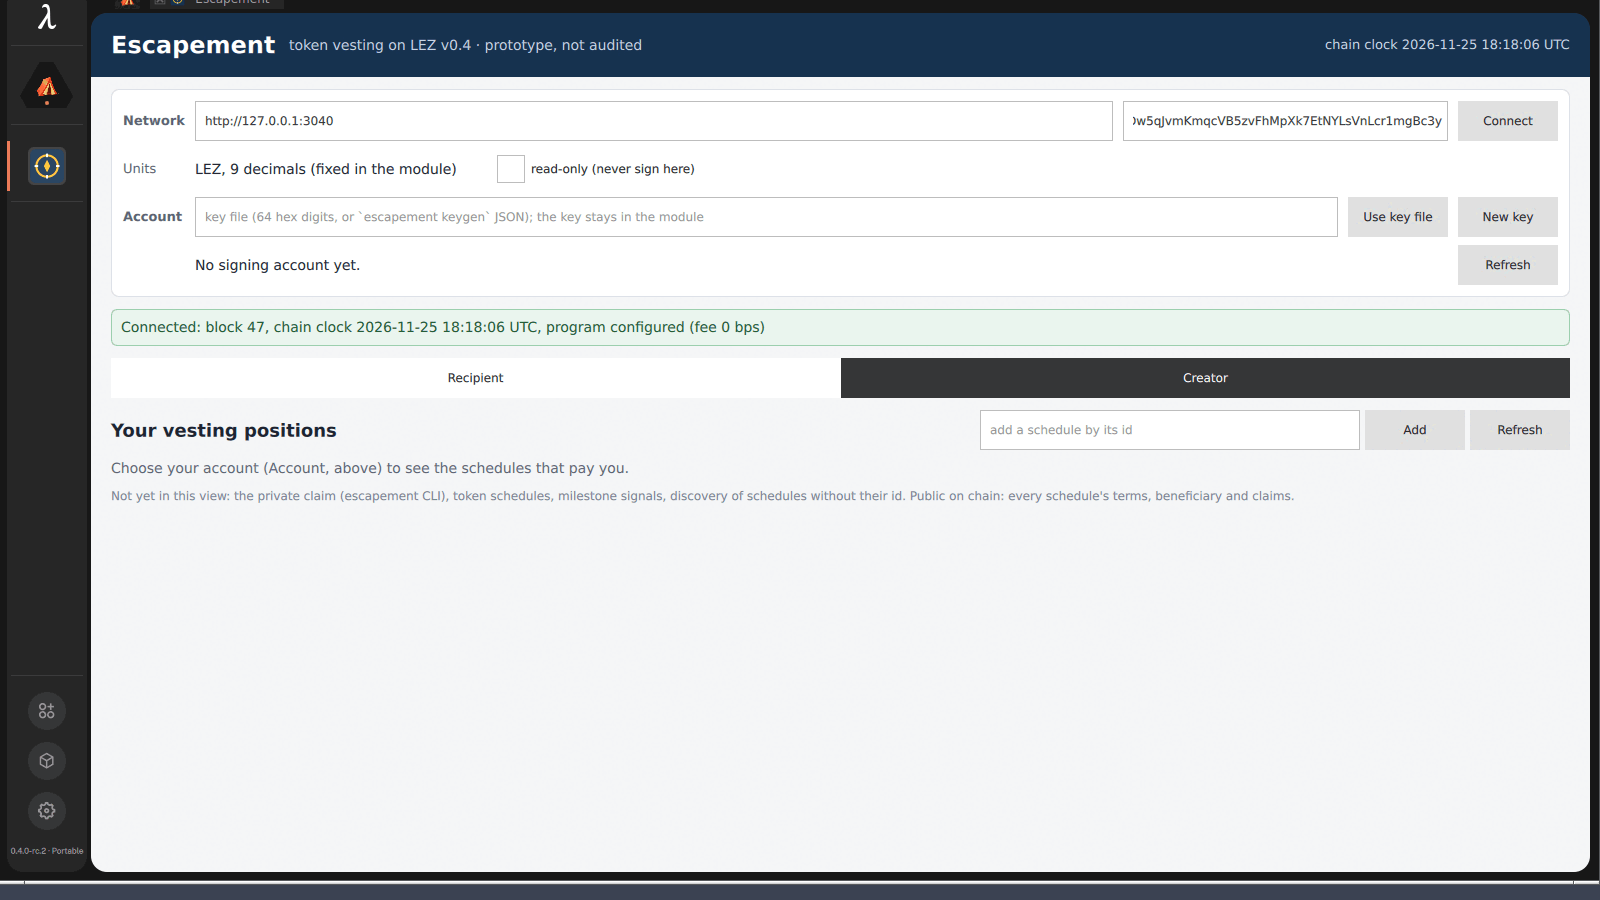 λ
Escapement
Escapement token vesting on LEZ v0.4 · prototype, not audited chain clock 2026-11-25 18:18:06 UTC
Network http://127.0.0.1:3040 w5qJvmKmqcVB5zvFhMpXk7EtNYLsVnLcr1mgBc3y Connect
Units LEZ, 9 decimals (fixed in the module) read-only (never sign here)
Account key file (64 hex digits, or `escapement keygen` JSON); the key stays in the module Use key file New key
No signing account yet. Refresh
Connected: block 47, chain clock 2026-11-25 18:18:06 UTC, program configured (fee 0 bps)
Recipient Creator
Your vesting positions add a schedule by its id Add Refresh
Choose your account (Account, above) to see the schedules that pay you.
Not yet in this view: the private claim (escapement CLI), token schedules, milestone signals, discovery of schedules without their id. Public on chain: every schedule's terms, beneficiary and claims.
0.4.0-rc.2 · Portable